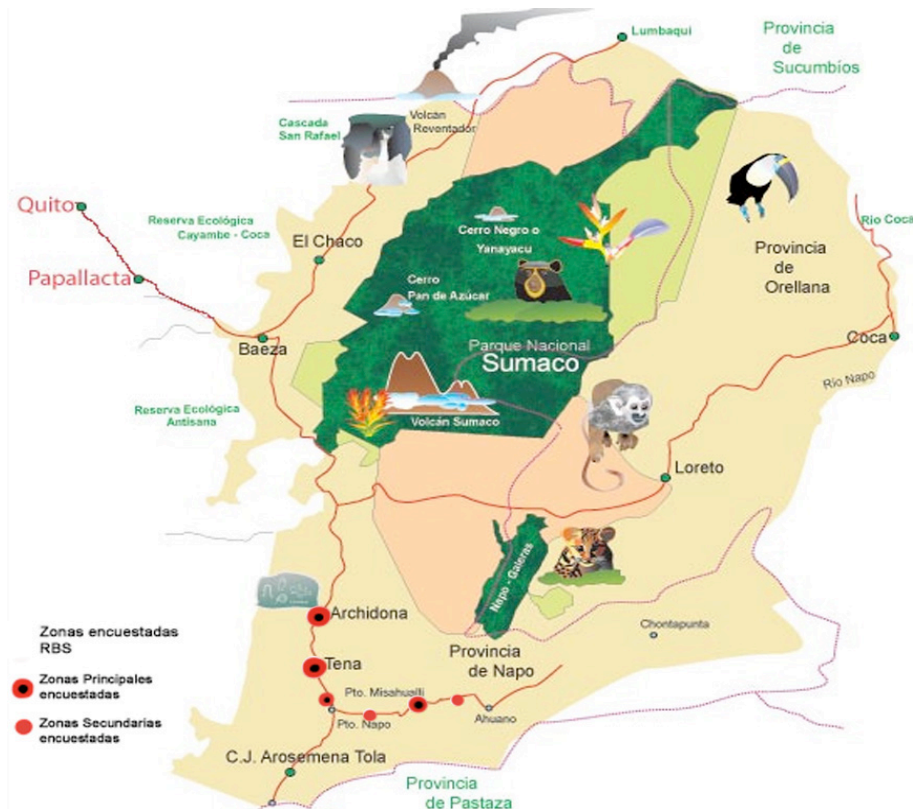 Lumbaqui
Provincia
de
Sucumbíos
Volcán
Reventador
Cascada
San Rafael
Quito
Reserva Ecológica
Cayambe - Coca
El Chaco
Cerro Negro o
Yanayacu
Río Coca
Provincia
de
Orellana
Papallacta
Cerro
Pan de Azúcar
Baeza
Parque Nacional
Sumaco
Coca
Río Napo
Reserva Ecológica
Antisana
Volcán Sumaco
Loreto
Napo - Galeras
Archidona
Chontapunta
Zonas encuestadas
RBS
Provincia
de Napo
Tena
Zonas Principales
encuestadas
Pto. Misahuallí
Pto. Napo
Ahuano
Zonas Secundarias
encuestadas
C.J. Arosemena Tola
Provincia
de Pastaza